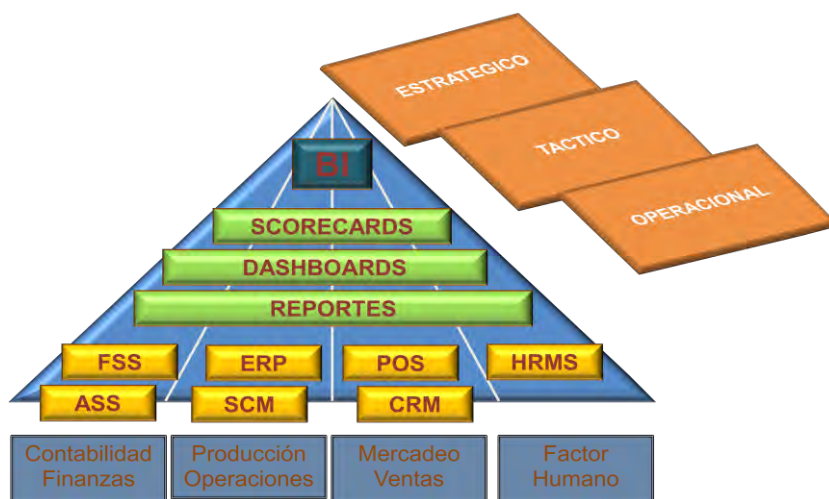 ESTRATEGICO
TACTICO
OPERACIONAL
BI
SCORECARDS
DASHBOARDS
REPORTES
FSS
ERP
POS
HRMS
ASS
SCM
CRM
Contabilidad
Finanzas
Producción
Operaciones
Mercadeo
Ventas
Factor
Humano